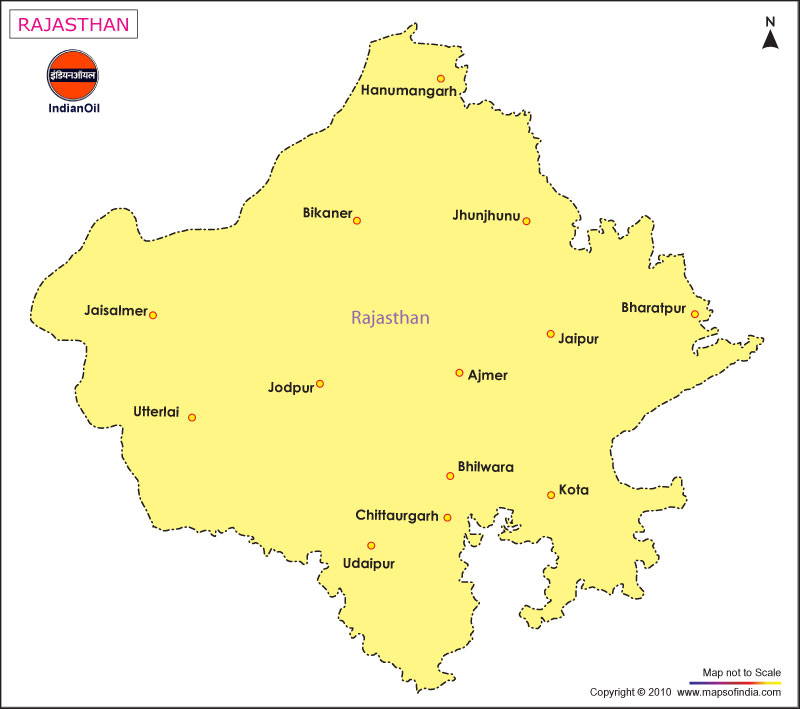 RAJASTHAN
N
इंडियनऑयल
IndianOil
Hanumangarh
Bikaner
Jhunjhunu
Jaisalmer
Bharatpur
Rajasthan
Jaipur
Ajmer
Jodpur
Utterlai
Bhilwara
Kota
Chittaurgarh
Udaipur
Map not to Scale
Copyright © 2010 www.mapsofindia.com